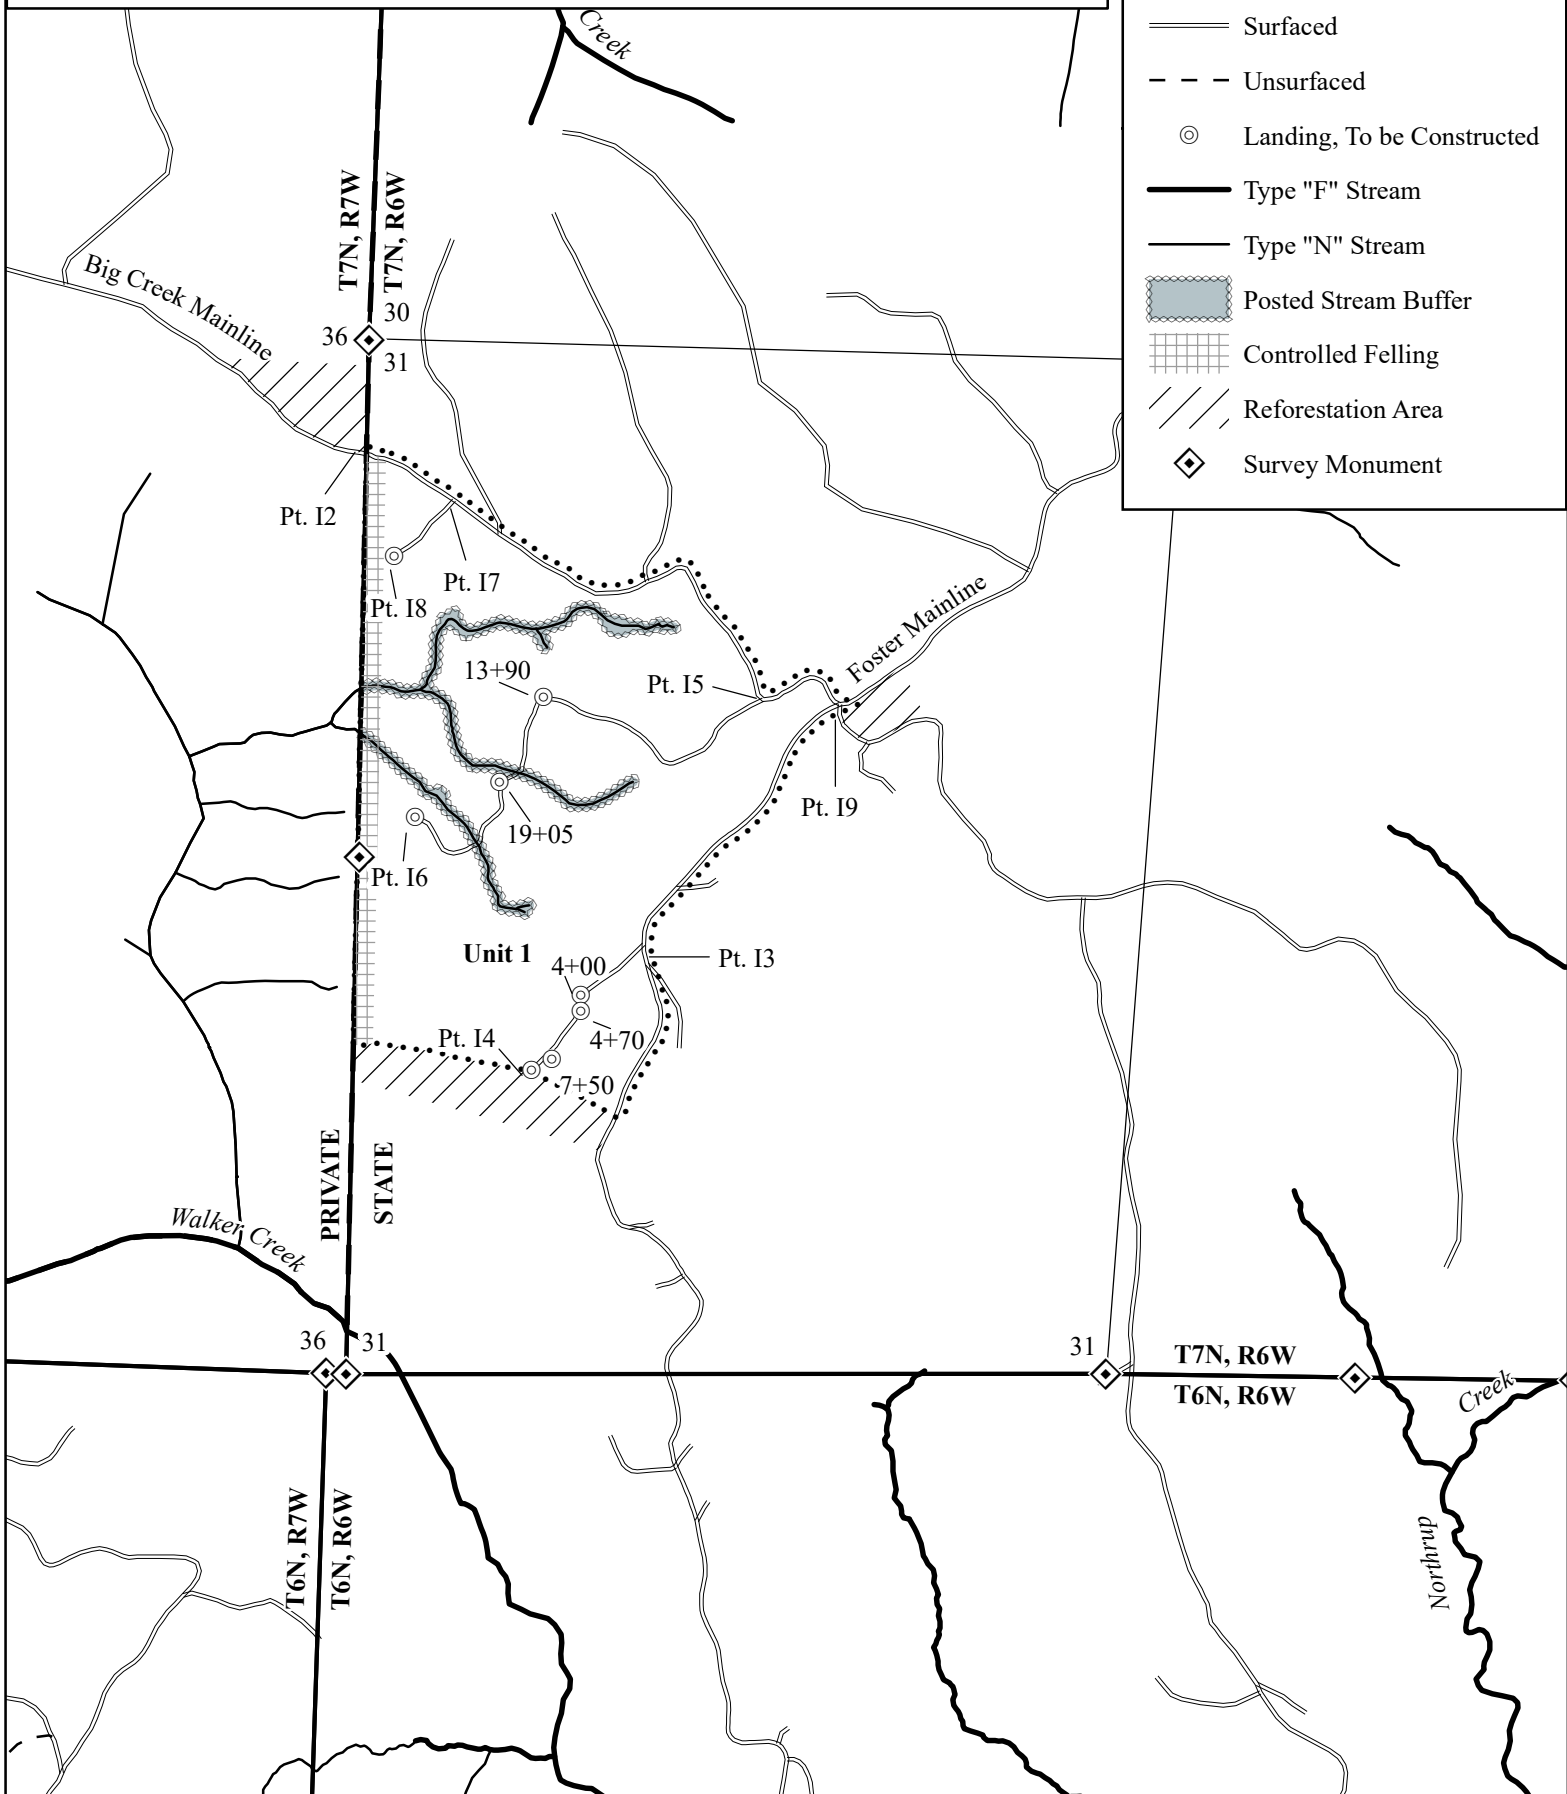 Creek
Surfaced
Unsurfaced
Landing, To be Constructed
Type "F" Stream
Type "N" Stream
Posted Stream Buffer
Controlled Felling
Reforestation Area
Survey Monument
T7N, R7W
T7N, R6W
Big Creek Mainline
30
36
31
Pt. I2
Pt. I7
Pt. I8
Foster Mainline
13+90
Pt. I5
Pt. I9
19+05
Pt. I6
Unit 1
4+00
Pt. I3
Pt. I4
4+70
7+50
PRIVATE
STATE
Walker Creek
36
31
31
T7N, R6W
T6N, R6W
Creek
Northrup
T6N, R7W
T6N, R6W